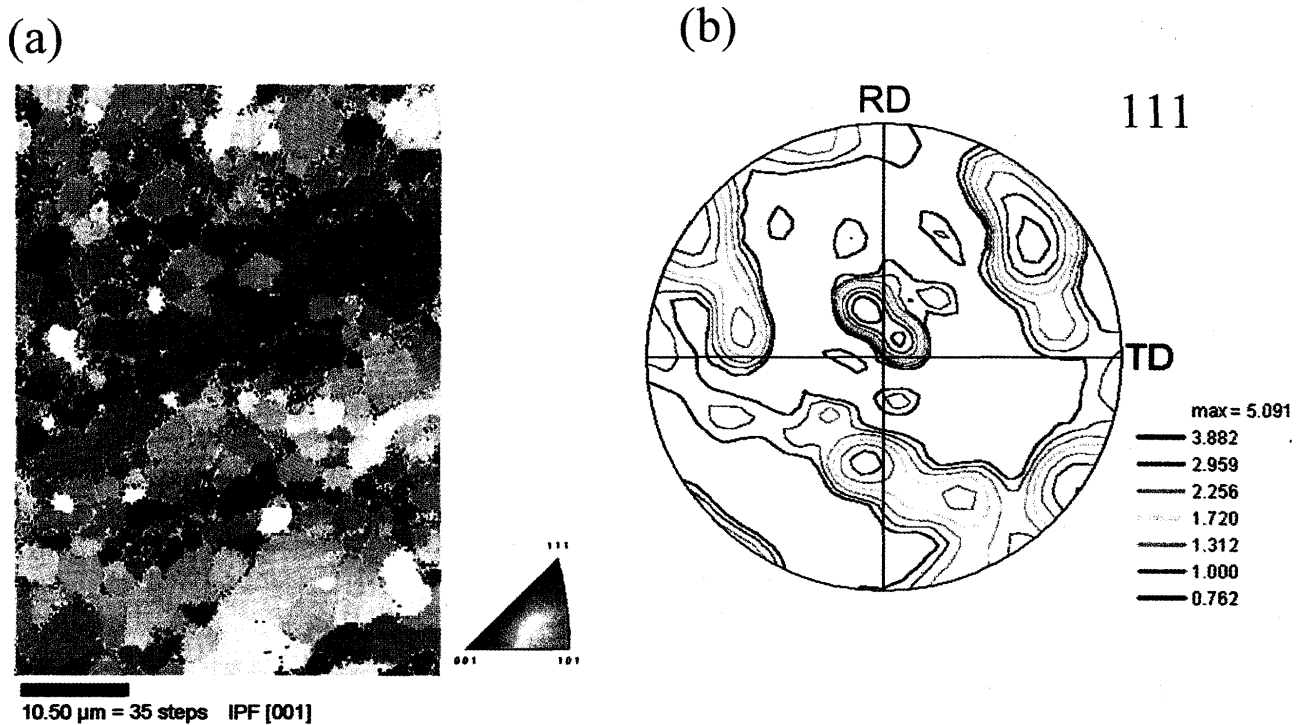 (a)
(b)
RD
111
TD
max = 5.091
3.882
2.959
2.256
1.720
1.312
1.000
0.762
111
001 101
10.50 µm = 35 steps IPF [001]